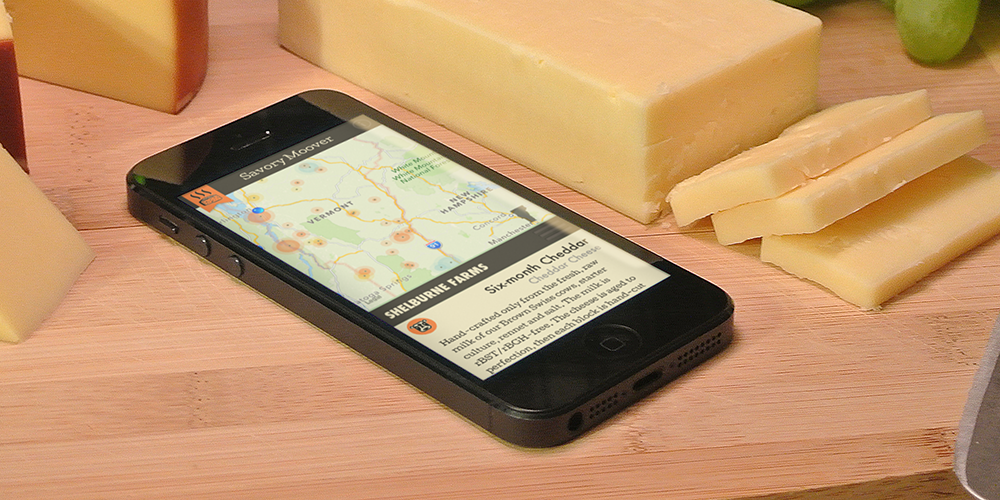 Savory Moover
White Mountain
National Fo
VERMONT
NEW
HAMPSHIRE
Concord
Manchester
SHELBURNE FARMS
Six-month Cheddar
Cheddar Cheese
Hand-crafted only from the fresh, raw
milk of our Brown Swiss cows, starter
culture, rennet and salt. The milk is
rBST/rBGH-free. The cheese is aged to
perfection, then each block is hand-cut